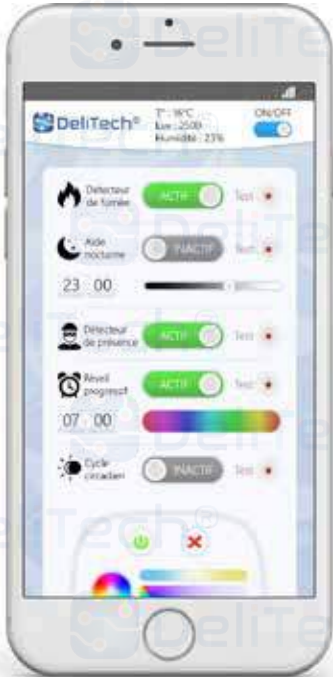 DeliTech®
T° : 16°C
Lux : 2500
Humidité : 23%
ON/OFF
Détecteur
de fumée
ACTIF
Test
Aide
nocturne
INACTIF
Test
23 00
Détecteur
de présence
ACTIF
Test
Réveil
progressif
ACTIF
Test
07 00
Cycle
circadien
INACTIF
Test
DeliTech®